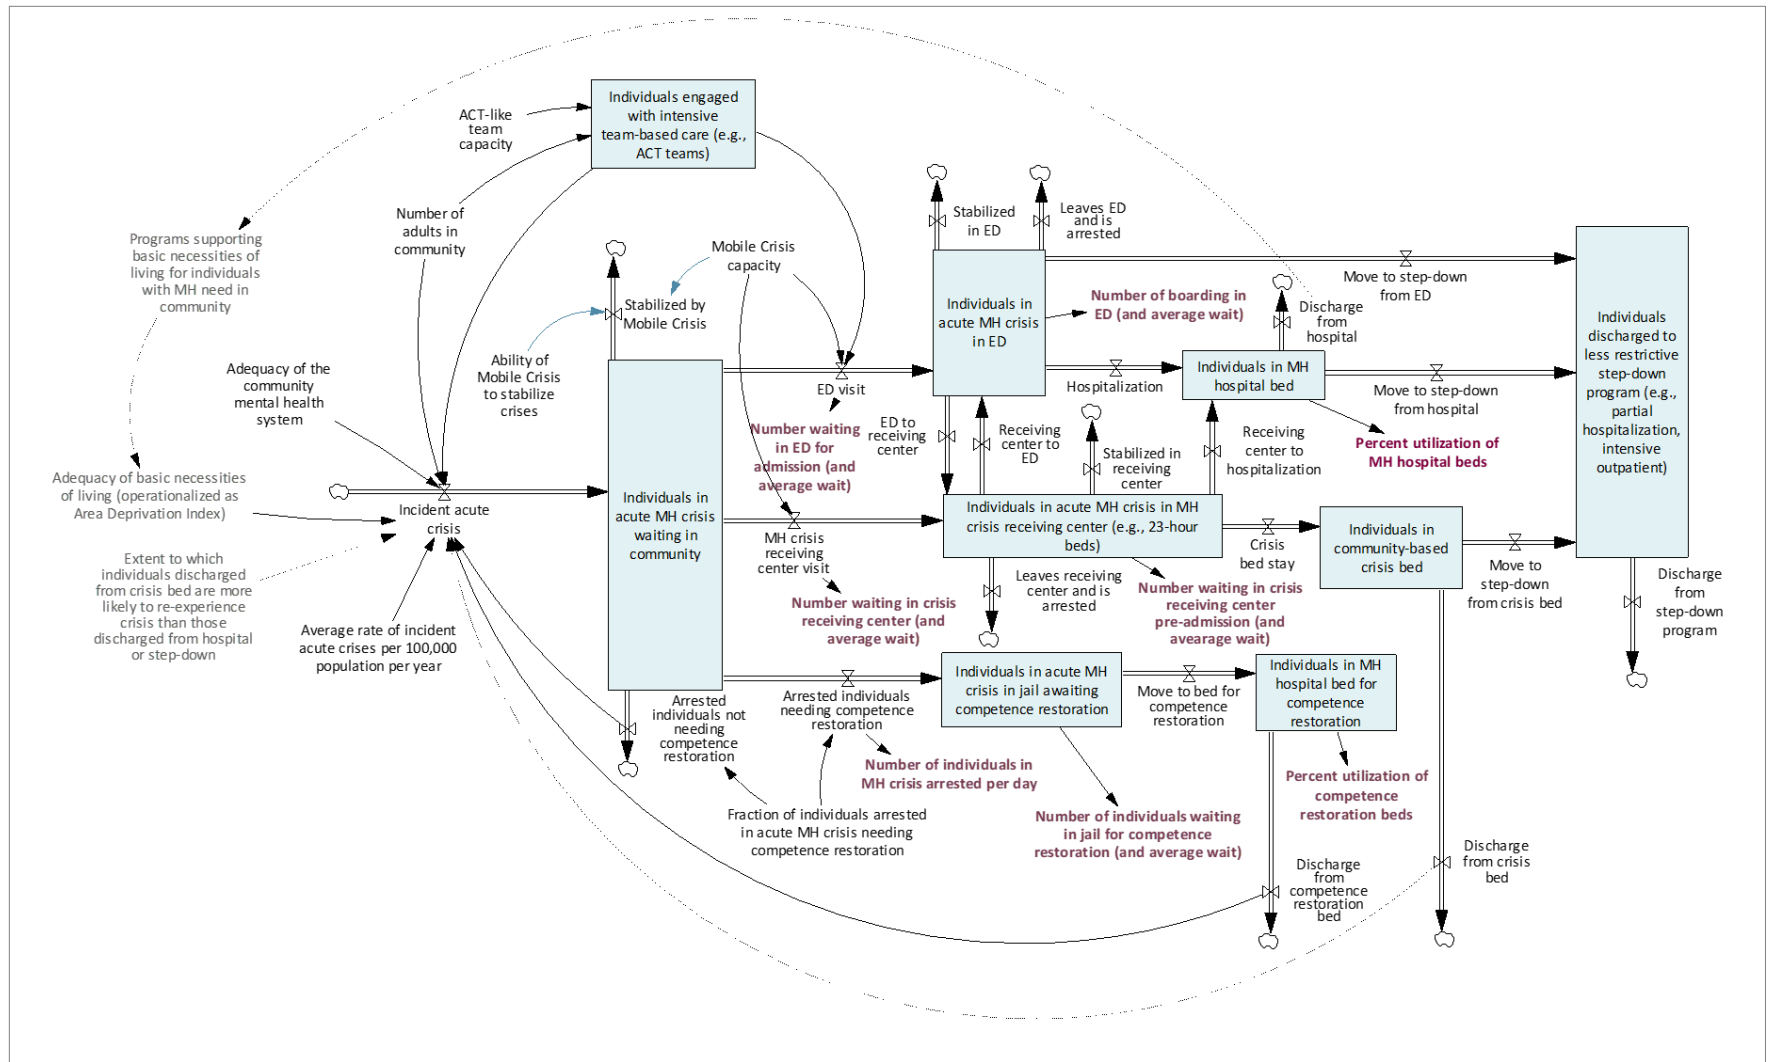 Individuals engaged
with intensive
team-based care (e.g.,
ACT teams)
ACT-like
team
capacity
Number of
adults in
community
Programs supporting
basic necessities of
living for individuals
with MH need in
community
Mobile Crisis
capacity
Stabilized by
Mobile Crisis
Ability of
Mobile Crisis
to stabilize
crises
Adequacy of the
community
mental health
system
Adequacy of basic necessities
of living (operationalized as
Area Deprivation Index)
Incident acute
crisis
Extent to which
individuals discharged
from crisis bed are more
likely to re-experience
crisis than those
discharged from hospital
or step-down
Average rate of incident
acute crises per 100,000
population per year
Individuals in
acute MH crisis
waiting in
community
ED visit
Number waiting
in ED for
admission (and
average wait)
MH crisis
receiving
center visit
Number waiting in crisis
receiving center (and
average wait)
Stabilized
in ED
Leaves ED
and is
arrested
Individuals in
acute MH crisis
in ED
Number of boarding in
ED (and average wait)
Move to step-down
from ED
Discharge
from
hospital
Hospitalization
Individuals in MH
hospital bed
Move to step-down
from hospital
Percent utilization of
MH hospital beds
Individuals
discharged to
less restrictive
step-down
program (e.g.,
partial
hospitalization,
intensive
outpatient)
ED to
receiving
center
Receiving
center to
ED
Stabilized in
receiving
center
Receiving
center to
hospitalization
Individuals in acute MH crisis in MH
crisis receiving center (e.g., 23-hour
beds)
Crisis
bed stay
Individuals in
community-based
crisis bed
Move to
step-down
from crisis bed
Discharge
from
step-down
program
Leaves receiving
center and is
arrested
Number waiting in crisis
receiving center
pre-admission (and
avearage wait)
Arrested
individuals not
needing
competence
restoration
Arrested individuals
needing competence
restoration
Number of individuals in
MH crisis arrested per day
Fraction of individuals arrested
in acute MH crisis needing
competence restoration
Individuals in acute MH
crisis in jail awaiting
competence restoration
Move to bed for
competence
restoration
Individuals in MH
hospital bed for
competence
restoration
Number of individuals waiting
in jail for competence
restoration (and average wait)
Percent utilization of
competence
restoration beds
Discharge
from
competence
restoration
bed
Discharge
from crisis
bed